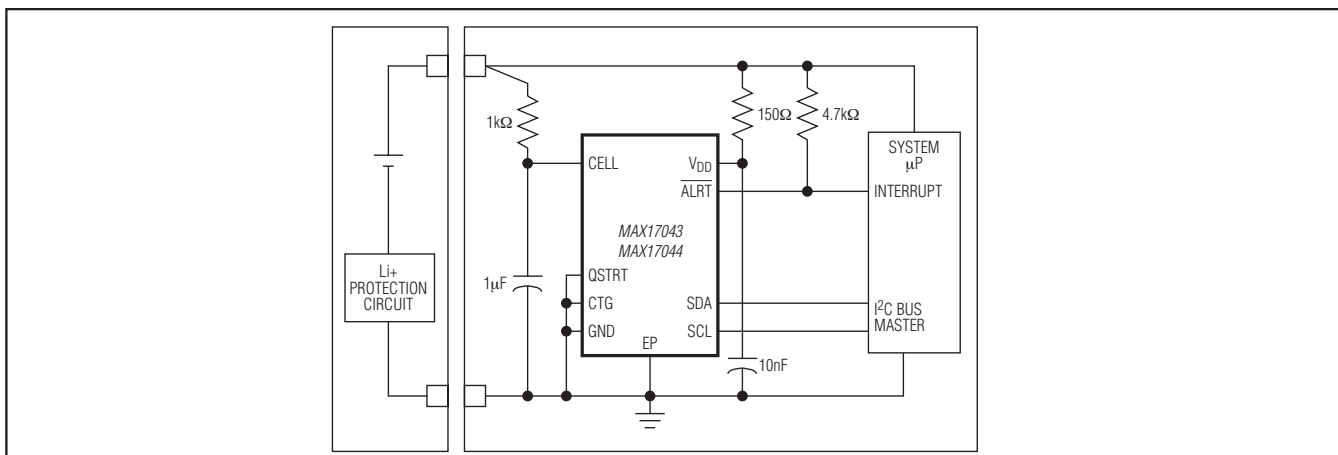 1kΩ
150Ω
4.7kΩ
SYSTEM
μP
CELL
VDD
ALRT
INTERRUPT
MAX17043
MAX17044
Li+
PROTECTION
CIRCUIT
1μF
QSTRT
CTG
GND
EP
SDA
SCL
I²C BUS
MASTER
10nF